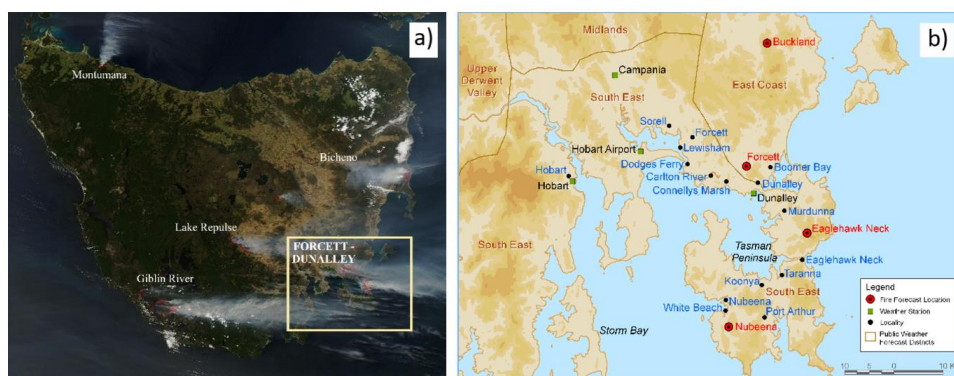 a)
Montumana
Bicheno
Lake Repulse
FORCETT -
DUNALLEY
Giblin River
b)
Midlands
Buckland
Upper
Derwent
Valley
Campania
East Coast
South East
Sorell
Forcett
Hobart Airport
Lewisham
Forcett
Dodges Ferry
Boomer Bay
Hobart
Carlton River
Hobart
Connellys Marsh
Dunalley
Dunalley
Murdunna
Eaglehawk Neck
South East
Tasman
Peninsula
Eaglehawk Neck
Taranna
Koonya
South East
Nubeena
White Beach
Port Arthur
Storm Bay
Nubeena
Legend
Fire Forecast Location
Weather Station
Locality
Public Weather
Forecast Districts
10 5 0 10 K